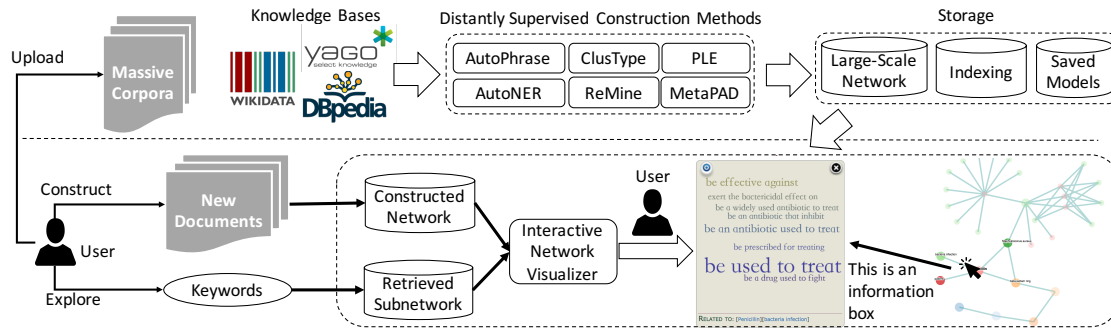 Knowledge Bases
Distantly Supervised Construction Methods
Storage
Upload
Massive
Corpora
WIKIDATA
yago
select knowledge
DBpedia
AutoPhrase
ClusType
PLE
AutoNER
ReMine
MetaPAD
Large-Scale
Network
Indexing
Saved
Models
Construct
User
Explore
New
Documents
Keywords
Constructed
Network
Retrieved
Subnetwork
Interactive
Network
Visualizer
User
be effective against
exert the bactericidal effect on
be a widely used antibiotic to treat
be an antibiotic that inhibit
be an antibiotic used to treat
be prescribed for treating
be used to treat
be a drug used to fight
RELATED TO: [Penicillin][bacteria infection]
This is an
information
box